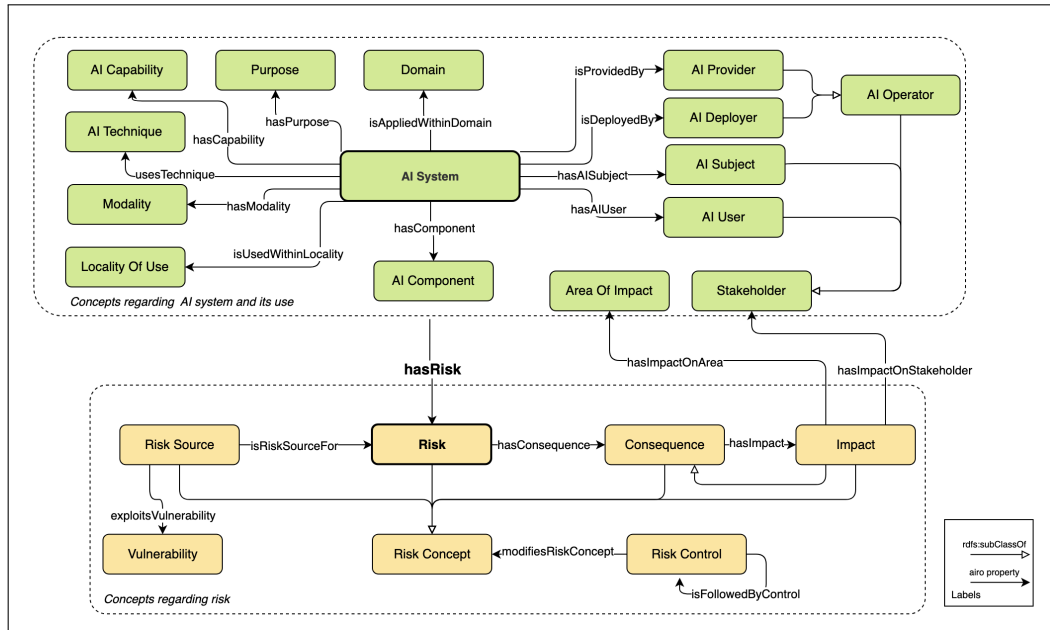 AI Capability
Purpose
Domain
isProvidedBy
AI Provider
AI Operator
hasPurpose
isAppliedWithinDomain
isDeployedBy
AI Deployer
AI Technique
hasCapability
usesTechnique
AI System
hasAISubject
AI Subject
Modality
hasModality
hasAIUser
AI User
hasComponent
isUsedWithinLocality
Locality Of Use
AI Component
Area Of Impact
Stakeholder
Concepts regarding AI system and its use
hasRisk
hasImpactOnArea
hasImpactOnStakeholder
Risk Source
isRiskSourceFor
Risk
hasConsequence
Consequence
hasImpact
Impact
exploitsVulnerability
Vulnerability
Risk Concept
modifiesRiskConcept
Risk Control
isFollowedByControl
Concepts regarding risk
rdfs:subClassOf
airo property
Labels